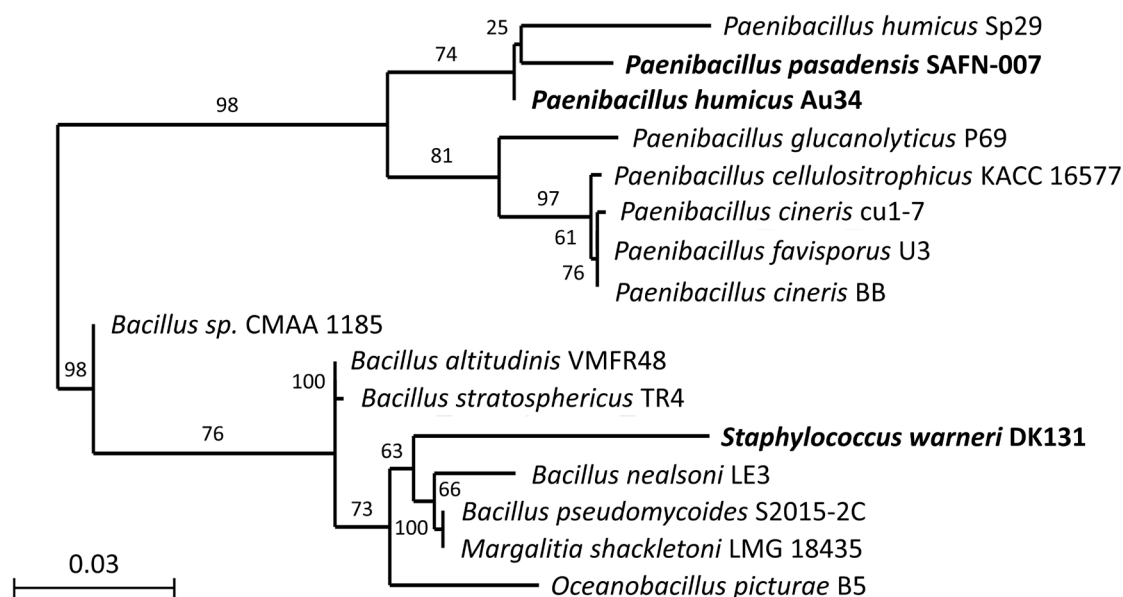 25
Paenibacillus humicus Sp29
74
Paenibacillus pasadensis SAFN-007
98
Paenibacillus humicus Au34
Paenibacillus glucanolyticus P69
81
Paenibacillus cellulositrophicus KACC 16577
97
Paenibacillus cineris cu1-7
61
Paenibacillus favisporus U3
76
Paenibacillus cineris BB
Bacillus sp. CMAA 1185
98
Bacillus altitudinis VMFR48
100
Bacillus stratosphericus TR4
76
Staphylococcus warneri DK131
63
Bacillus nealsoni LE3
66
73
Bacillus pseudomycoides S2015-2C
100
Margalitia shackletoni LMG 18435
0.03
Oceanobacillus picturae B5